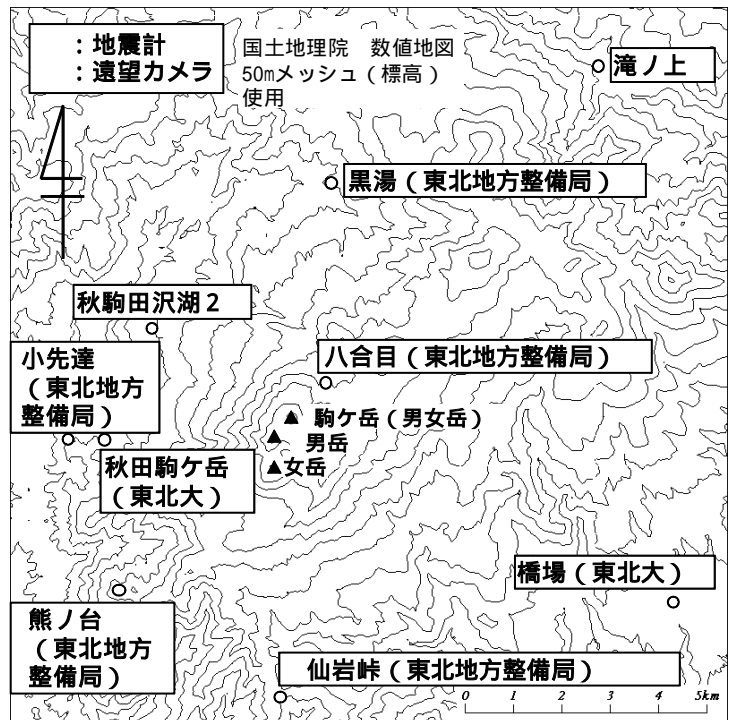 ：地震計
：遠望カメラ
国土地理院　数値地図
50mメッシュ（標高）
使用
滝ノ上
黒湯（東北地方整備局）
秋駒田沢湖２
小先達
（東北地方
整備局）
八合目（東北地方整備局）
駒ケ岳（男女岳）
男岳
女岳
秋田駒ケ岳
（東北大）
橋場（東北大）
熊ノ台
（東北地方
整備局）
仙岩峠（東北地方整備局）
0 1 2 3 4 5km